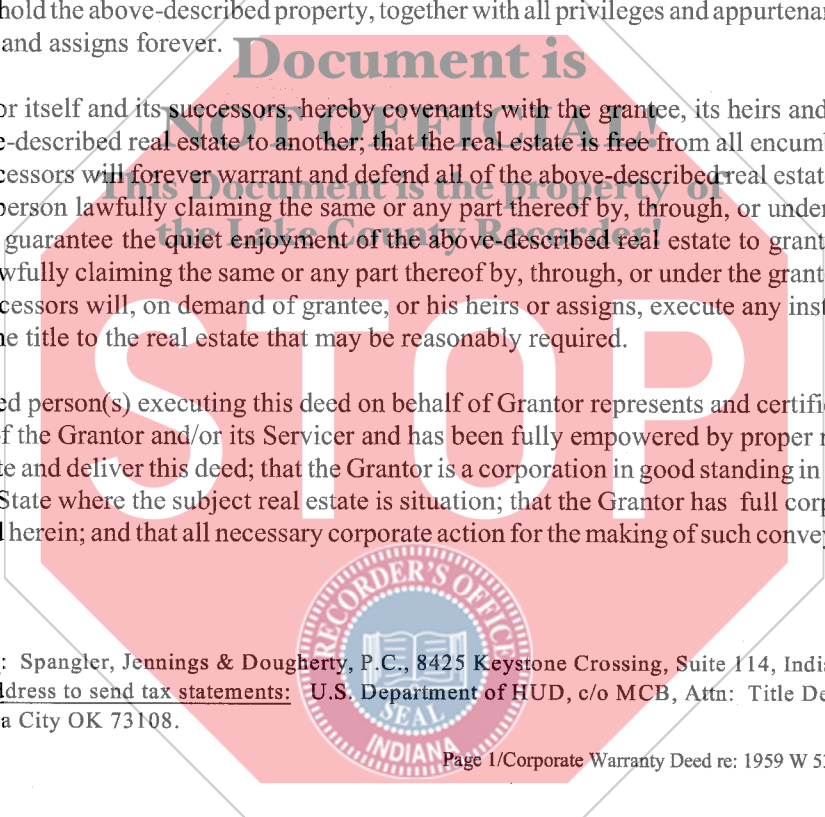 hold the above-described property, together with all privileges and appurtenan
and assigns forever.
Document is
NOT OFFICIAL!
This Document is the property of
the Lake County Recorder!
or itself and its successors, hereby covenants with the grantee, its heirs and
e-described real estate to another; that the real estate is free from all encum
cessors will forever warrant and defend all of the above-described real estat
person lawfully claiming the same or any part thereof by, through, or under
guarantee the quiet enjoyment of the above-described real estate to grant
wfully claiming the same or any part thereof by, through, or under the grant
cessors will, on demand of grantee, or his heirs or assigns, execute any inst
e title to the real estate that may be reasonably required.
STOP
ed person(s) executing this deed on behalf of Grantor represents and certifi
f the Grantor and/or its Servicer and has been fully empowered by proper r
te and deliver this deed; that the Grantor is a corporation in good standing in
State where the subject real estate is situation; that the Grantor has full corp
herein; and that all necessary corporate action for the making of such convey
RECORDER'S OFFICE
SEAL
INDIANA
: Spangler, Jennings & Dougherty, P.C., 8425 Keystone Crossing, Suite 114, Indi
ddress to send tax statements: U.S. Department of HUD, c/o MCB, Attn: Title De
a City OK 73108.
Page 1/Corporate Warranty Deed re: 1959 W 5